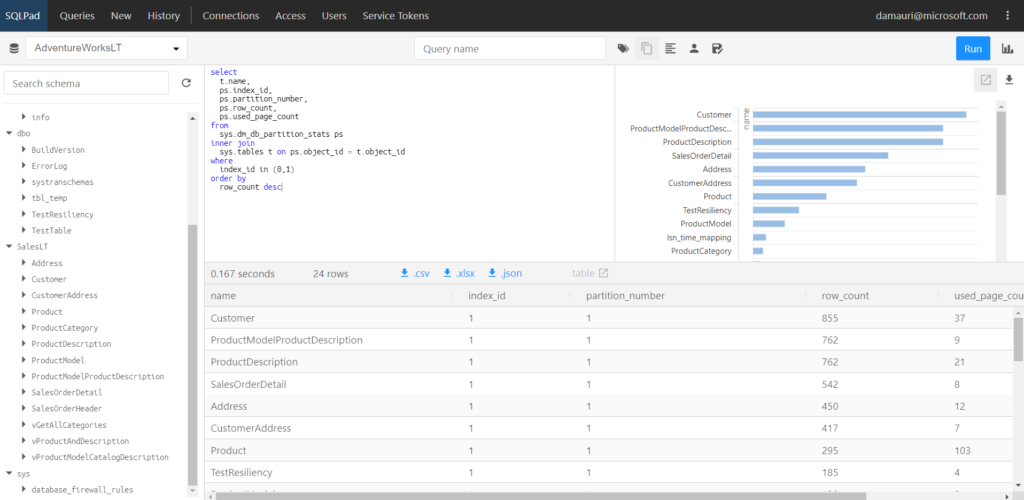 SQLPad Queries New History Connections Access Users Service Tokens damauri@microsoft.com
AdventureWorksLT Query name Run
Search schema
info
dbo
BuildVersion
ErrorLog
systranschemas
tbl_temp
TestResiliency
TestTable
SalesLT
Address
Customer
CustomerAddress
Product
ProductCategory
ProductDescription
ProductModel
ProductModelProductDescription
SalesOrderDetail
SalesOrderHeader
vGetAllCategories
vProductAndDescription
vProductModelCatalogDescription
sys
database_firewall_rules
select
t.name,
ps.index_id,
ps.partition_number,
ps.row_count,
ps.used_page_count
from
sys.dm_db_partition_stats ps
inner join
sys.tables t on ps.object_id = t.object_id
where
index_id in (0,1)
order by
row_count desc
name
Customer
ProductModelProductDesc...
ProductDescription
SalesOrderDetail
Address
CustomerAddress
Product
TestResiliency
ProductModel
lsn_time_mapping
ProductCategory
0.167 seconds 24 rows .csv .xlsx .json table
name index_id partition_number row_count used_page_cou
Customer 1 1 855 37
ProductModelProductDescription 1 1 762 9
ProductDescription 1 1 762 21
SalesOrderDetail 1 1 542 8
Address 1 1 450 12
CustomerAddress 1 1 417 7
Product 1 1 295 103
TestResiliency 1 1 185 4